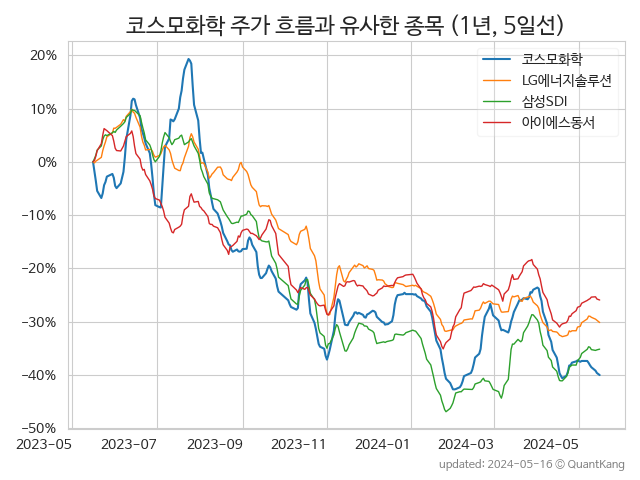 코스모화학 주가 흐름과 유사한 종목 (1년, 5일선)
코스모화학
LG에너지솔루션
삼성SDI
아이에스동서
20%
10%
0%
−10%
−20%
−30%
−40%
−50%
2023-05 2023-07 2023-09 2023-11 2024-01 2024-03 2024-05
updated: 2024-05-16 © QuantKang